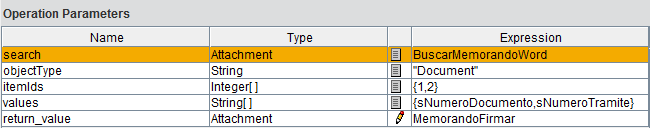 Operation Parameters
Name Type Expression
search Attachment BuscarMemorandoWord
objectType String "Document"
itemIds Integer[ ] {1,2}
values String[ ] {sNumeroDocumento,sNumeroTramite}
return_value Attachment MemorandoFirmar